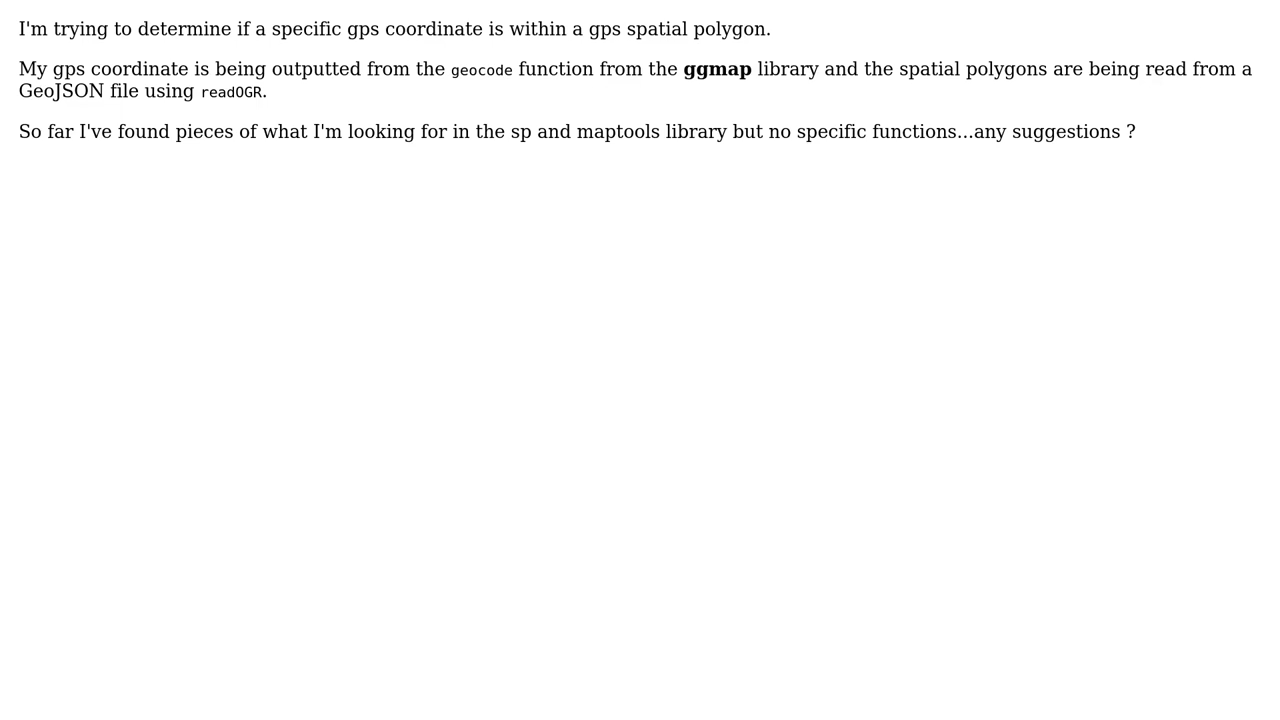 I'm trying to determine if a specific gps coordinate is within a gps spatial polygon.
My gps coordinate is being outputted from the geocode function from the ggmap library and the spatial polygons are being read from a
GeoJSON file using readOGR.
So far I've found pieces of what I'm looking for in the sp and maptools library but no specific functions...any suggestions ?